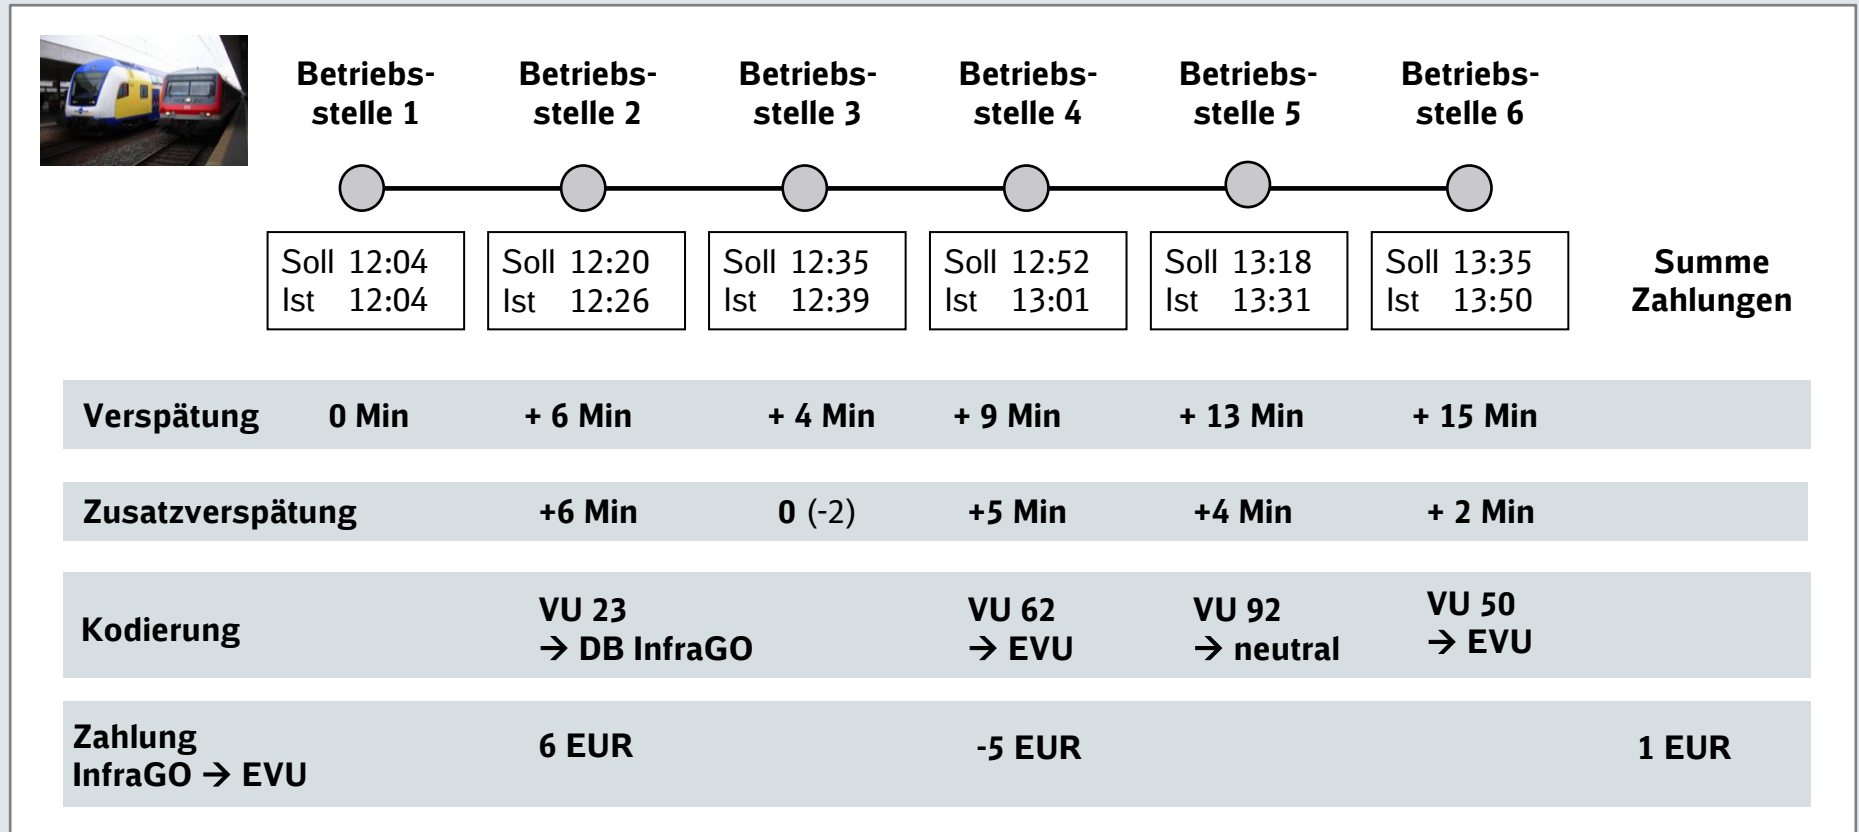 Betriebs-
stelle 1
Betriebs-
stelle 2
Betriebs-
stelle 3
Betriebs-
stelle 4
Betriebs-
stelle 5
Betriebs-
stelle 6
Soll 12:04
Ist 12:04
Soll 12:20
Ist 12:26
Soll 12:35
Ist 12:39
Soll 12:52
Ist 13:01
Soll 13:18
Ist 13:31
Soll 13:35
Ist 13:50
Summe
Zahlungen
Verspätung 0 Min + 6 Min + 4 Min + 9 Min + 13 Min + 15 Min
Zusatzverspätung +6 Min 0 (-2) +5 Min +4 Min + 2 Min
Kodierung
VU 23
→ DB InfraGO
VU 62
→ EVU
VU 92
→ neutral
VU 50
→ EVU
Zahlung
InfraGO → EVU
6 EUR -5 EUR 1 EUR